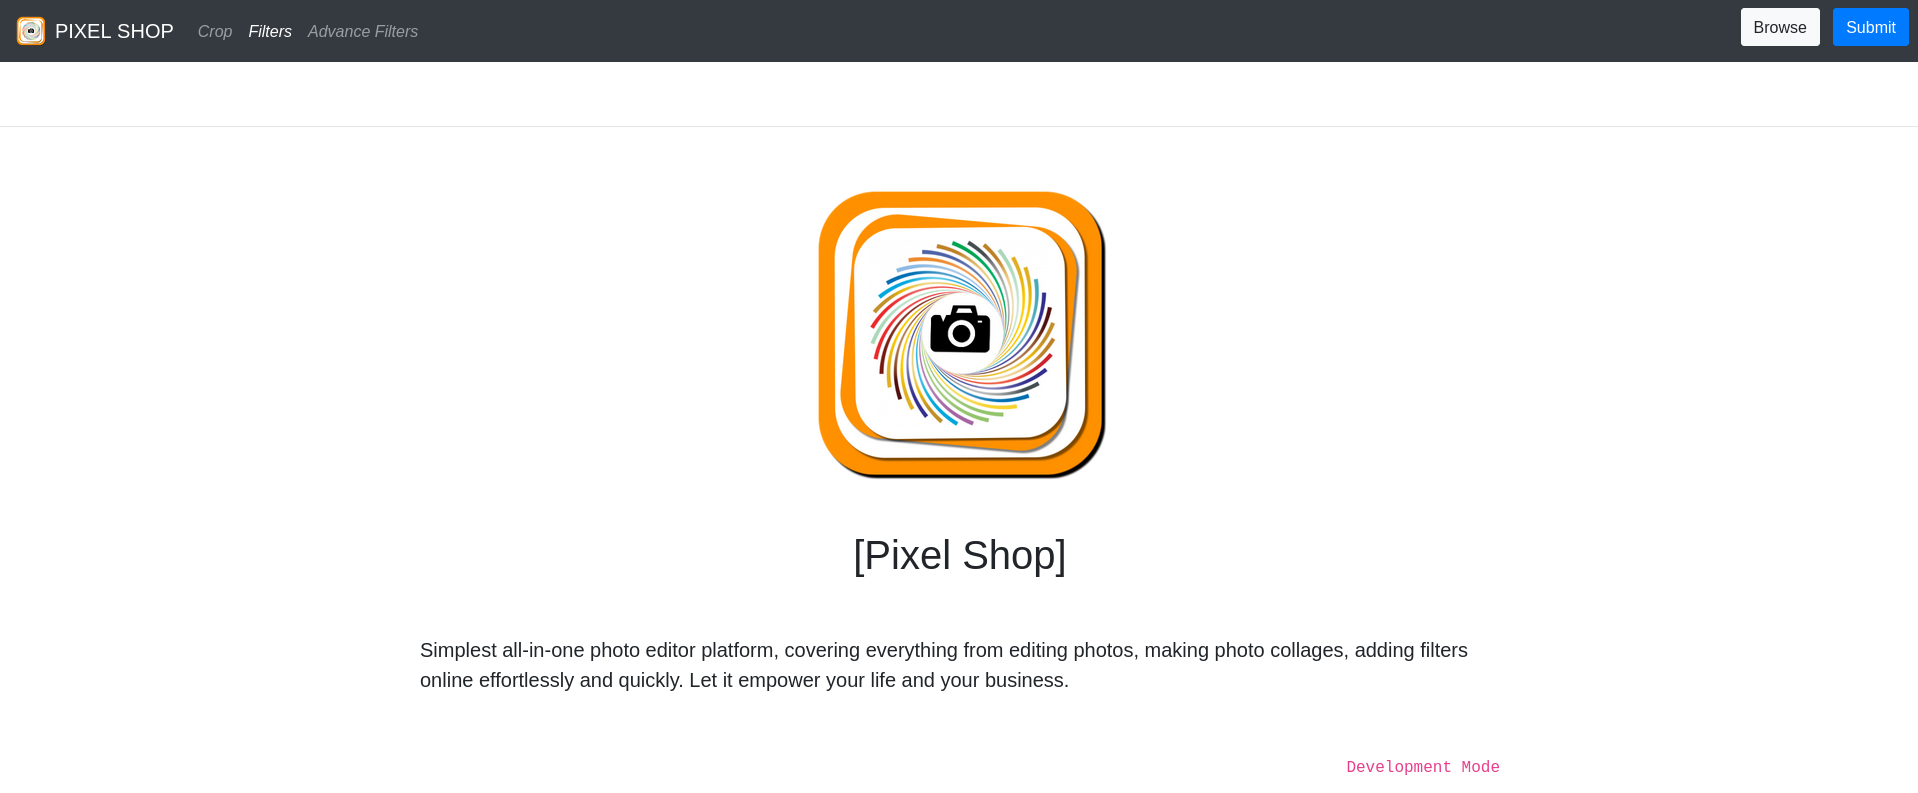 PIXEL SHOP Crop Filters Advance Filters Browse Submit
[Pixel Shop]
Simplest all-in-one photo editor platform, covering everything from editing photos, making photo collages, adding filters
online effortlessly and quickly. Let it empower your life and your business.
Development Mode